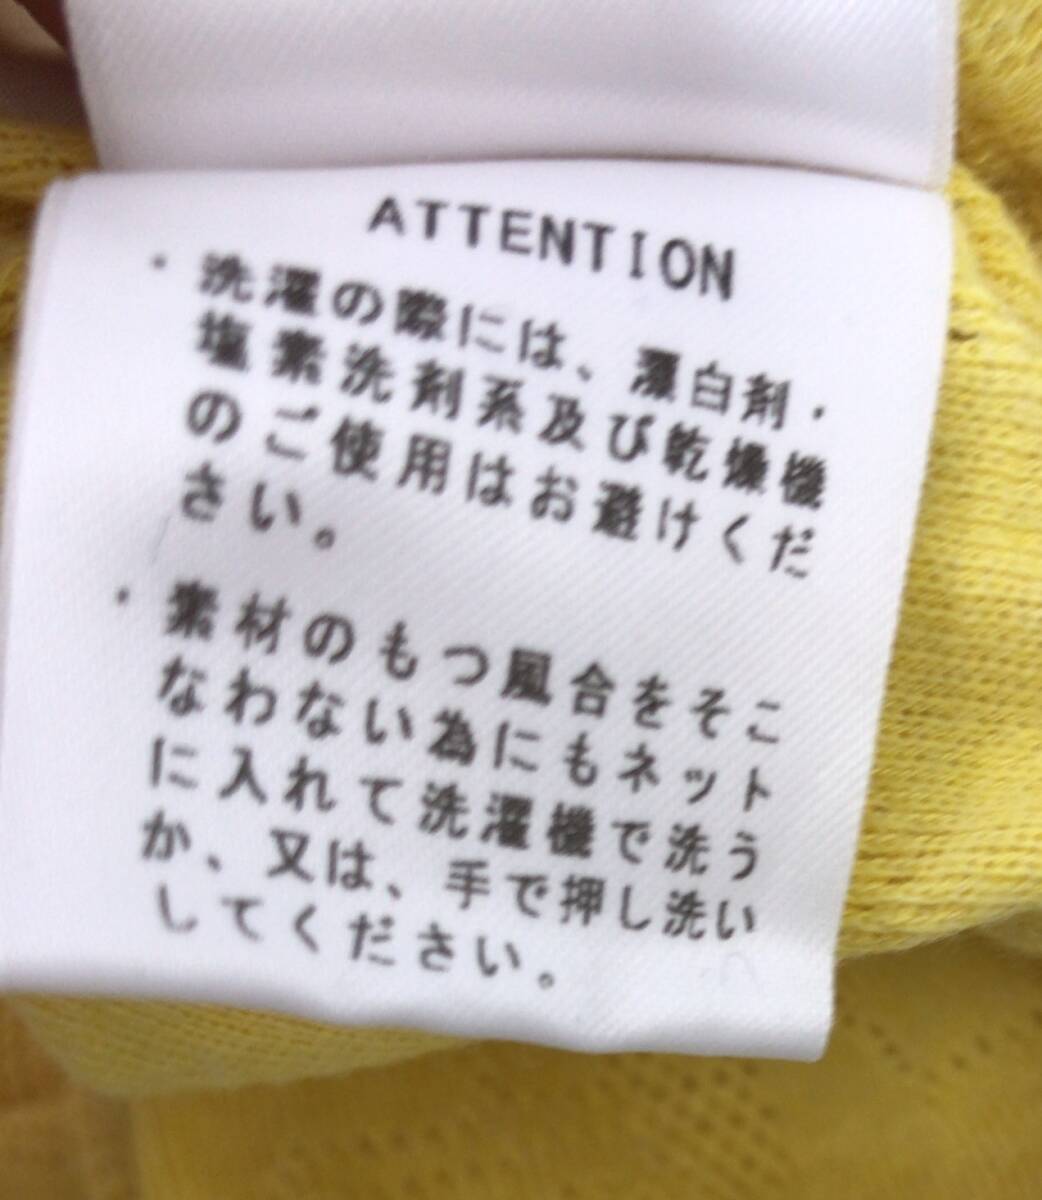 ATTENTION
・洗濯の際には、漂白剤・
塩素洗剤系及び乾燥機
のご使用はお避けくだ
さい。
・素材のもつ風合をそこ
なわない為にもネット
に入れて洗濯機で洗う
か、又は、手で押し洗い
してください。